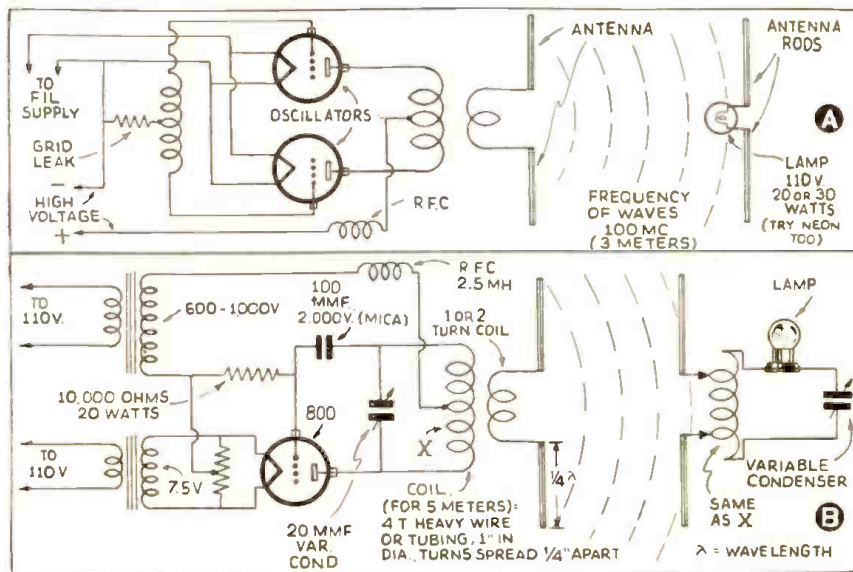 TO
FIL
SUPPLY
GRID
LEAK
-
HIGH
VOLTAGE
+
OSCILLATORS
R.F.C
ANTENNA
FREQUENCY
OF WAVES
100 MC
(3 METERS)
ANTENNA
RODS
A
LAMP
110 V.
20 OR 30
WATTS
(TRY NEON
TOO)
TO
110V.
600-1000V
10,000 OHMS
20 WATTS
TO
110V
7.5V
100
MMF.
2.000V. (MICA)
800
20 MMF
VAR.
COND
R F C
2.5 MH
1 OR 2
TURN COIL
X
COIL.
(FOR 5 METERS)=
4 T HEAVY WIRE
OR TUBING, 1" IN
DIA., TURNS SPREAD 1/4" APART
1/4 λ
LAMP
VARIABLE
CONDENSER
SAME
AS X
B
λ = WAVELENGTH